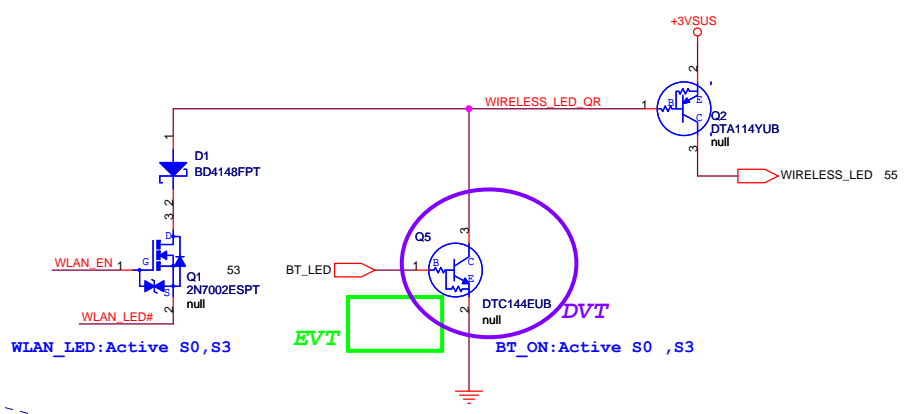 +3VSUS
2
WIRELESS_LED_QR
1
B
E
C
Q2
DTA114YUB
null
3
WIRELESS_LED 55
1
D1
BD4148FPT
2
3
D
WLAN_EN
1
G
S
Q1
2N7002ESPT
null
53
2
WLAN_LED#
WLAN_LED:Active S0,S3
Q5
3
BT_LED
1
B
C
E
DTC144EUB
null
2
EVT
DVT
BT_ON:Active S0 ,S3